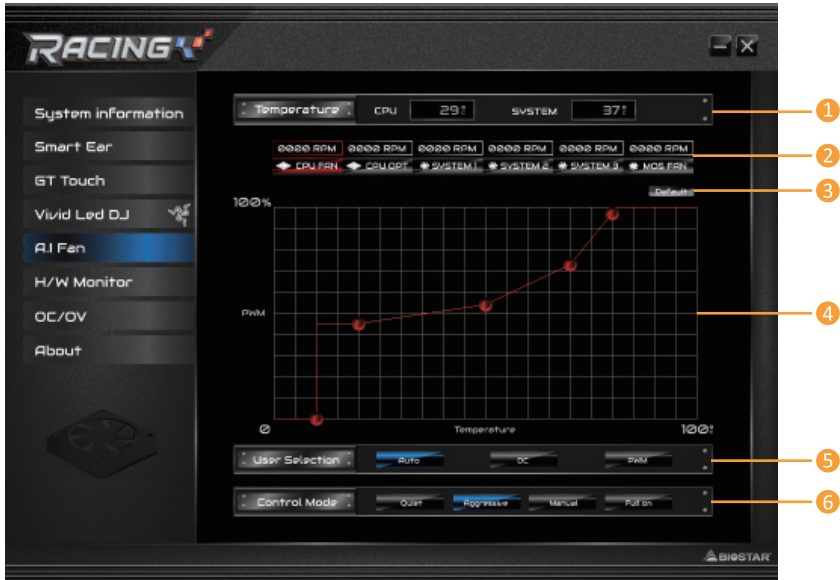 RACING
System information
Smart Ear
GT Touch
Vivid Led DJ
A.I Fan
H/W Monitor
OC/OV
About
Temperature CPU 29° SYSTEM 37° 1
0000 RPM 0000 RPM 0000 RPM 0000 RPM 0000 RPM 0000 RPM 2
CPU FAN CPU OPT SYSTEM 1 SYSTEM 2 SYSTEM 3 MOS FAN
Default 3
100%
PWM 4
0 Temperature 100°
User Selection Auto DC PWM 5
Control Mode Quiet Aggressive Manual Full on 6
BIOSTAR